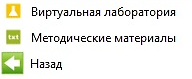 Виртуальная лаборатория
txt Методические материалы
Назад